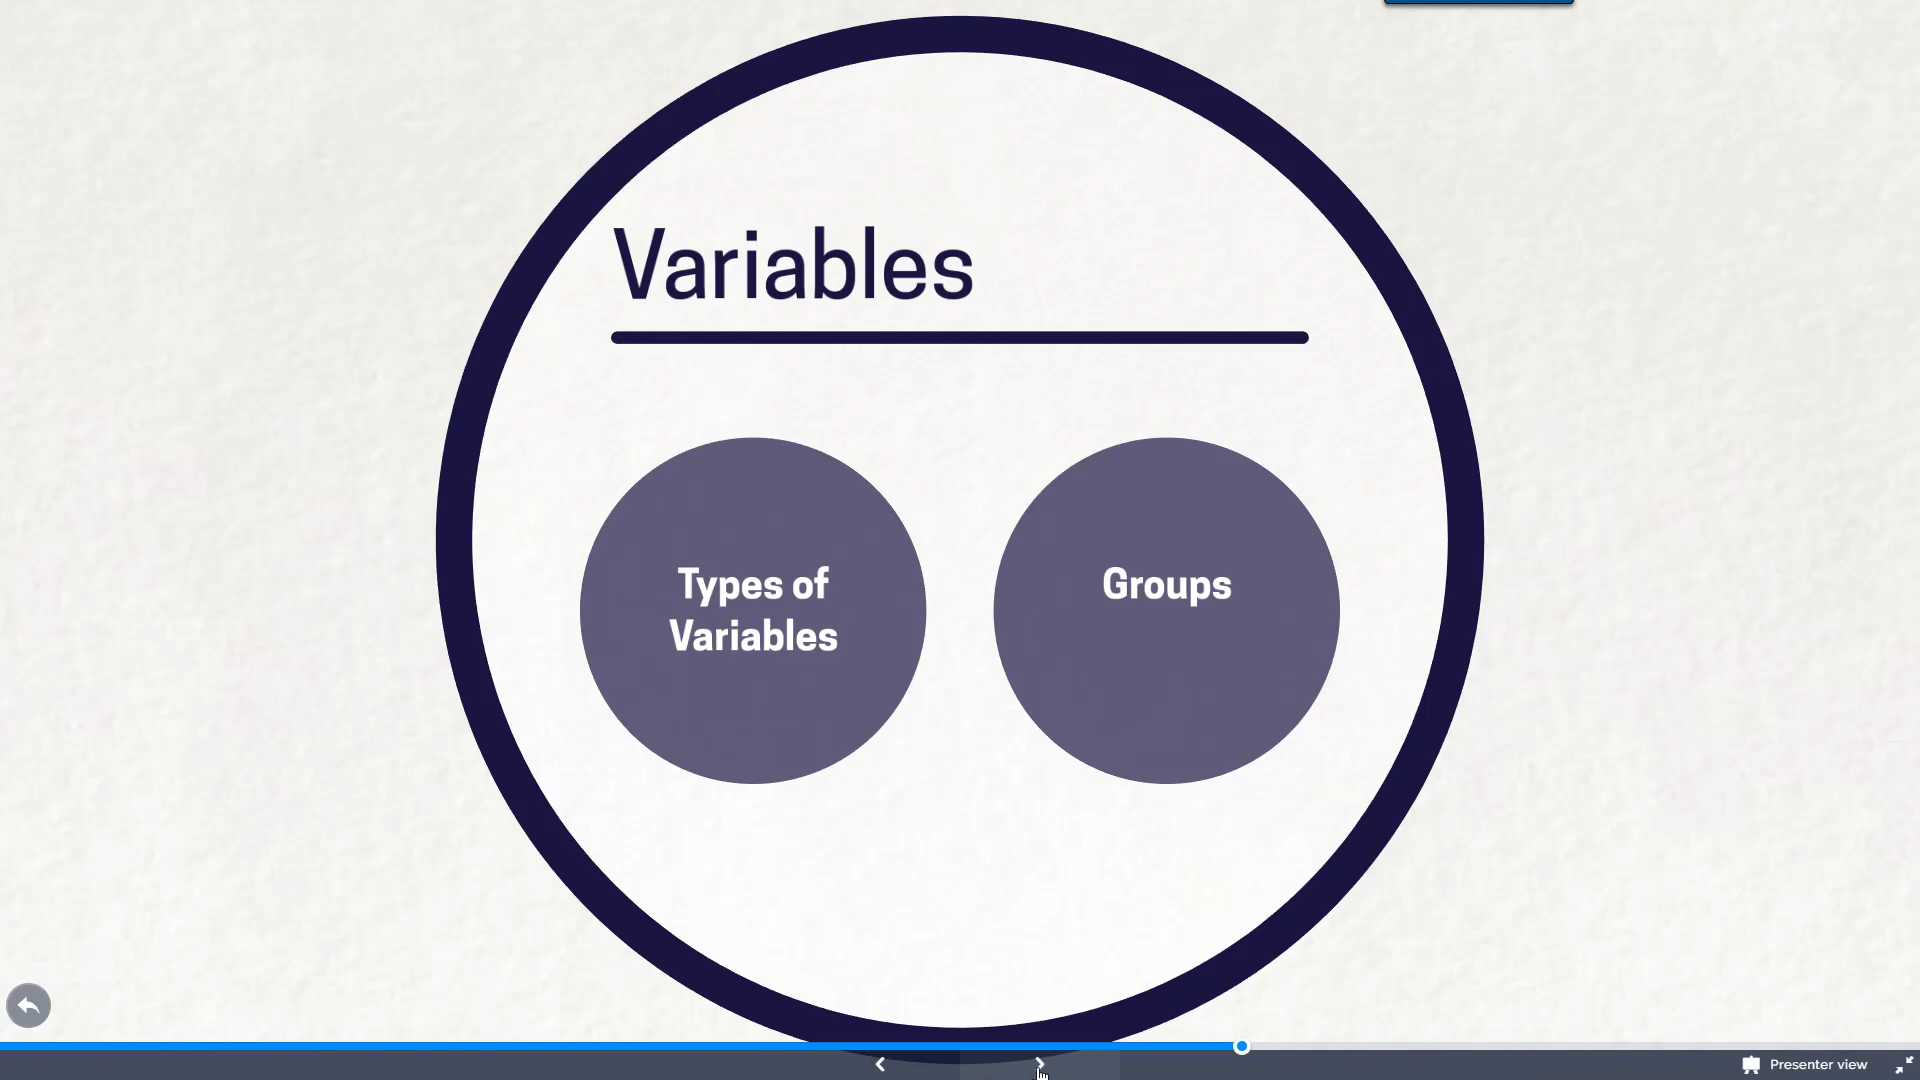 Variables
Types of
Variables
Groups
Presenter view